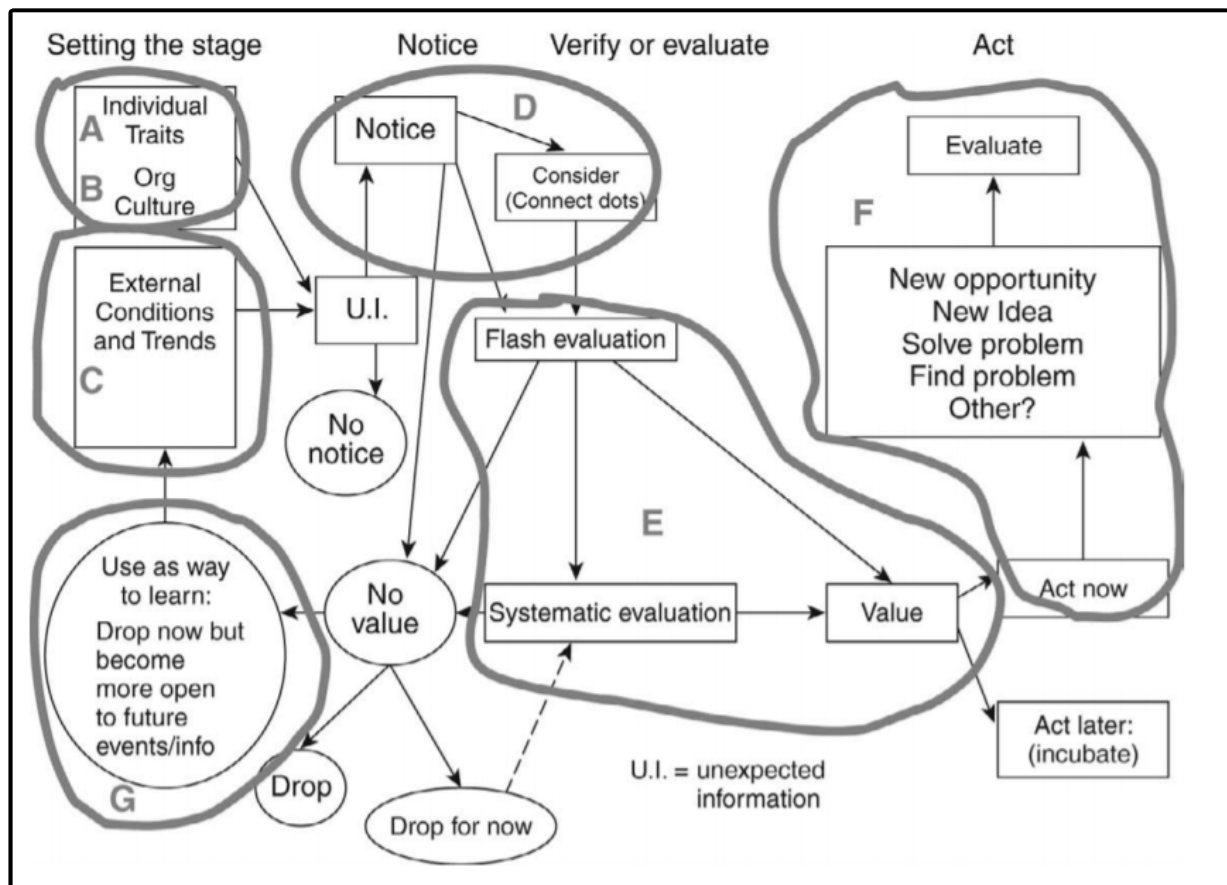 Setting the stage
Notice
Verify or evaluate
Act
A
Individual
Traits
B
Org
Culture
Notice
D
Consider
(Connect dots)
Evaluate
F
External
Conditions
and Trends
C
U.I.
No
notice
Flash evaluation
New opportunity
New Idea
Solve problem
Find problem
Other?
E
Use as way
to learn:
Drop now but
become
more open
to future
events/info
G
No
value
Systematic evaluation
Value
Act now
Drop
Drop for now
U.I. = unexpected
information
Act later:
(incubate)